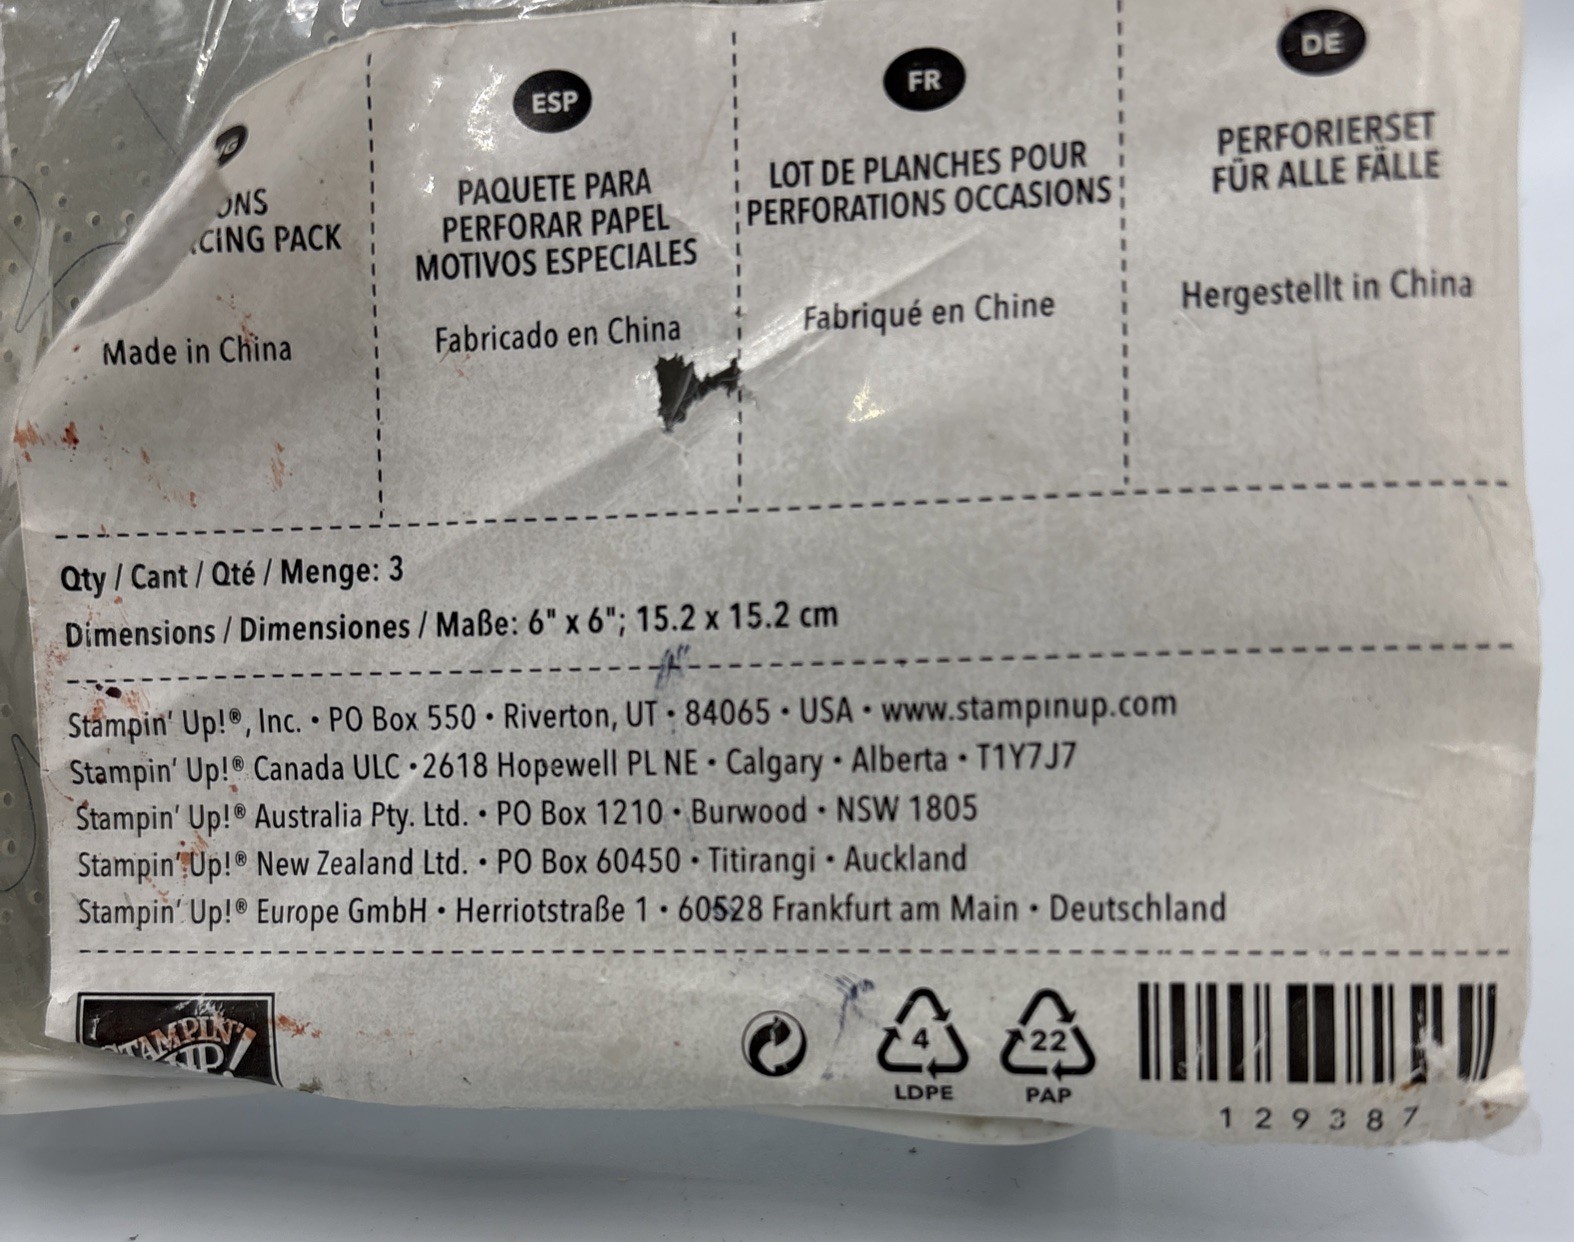 ESP
FR
DE
PACK
Made in China
PAQUETE PARA
PERFORAR PAPEL
MOTIVOS ESPECIALES
Fabricado en China
LOT DE PLANCHES POUR
PERFORATIONS OCCASIONS
Fabriqué en Chine
PERFORIERSET
FÜR ALLE FÄLLE
Hergestellt in China
Qty / Cant / Qté / Menge: 3
Dimensions / Dimensiones / Maße: 6" x 6"; 15.2 x 15.2 cm
Stampin' Up!®, Inc. • PO Box 550 • Riverton, UT • 84065 • USA • www.stampinup.com
Stampin' Up!® Canada ULC • 2618 Hopewell PL NE • Calgary • Alberta • T1Y7J7
Stampin' Up!® Australia Pty. Ltd. • PO Box 1210 • Burwood • NSW 1805
Stampin' Up!® New Zealand Ltd. • PO Box 60450 • Titirangi • Auckland
Stampin' Up!® Europe GmbH • Herriotstraße 1 • 60528 Frankfurt am Main • Deutschland
STAMPIN'
UP!
4
LDPE
22
PAP
129387